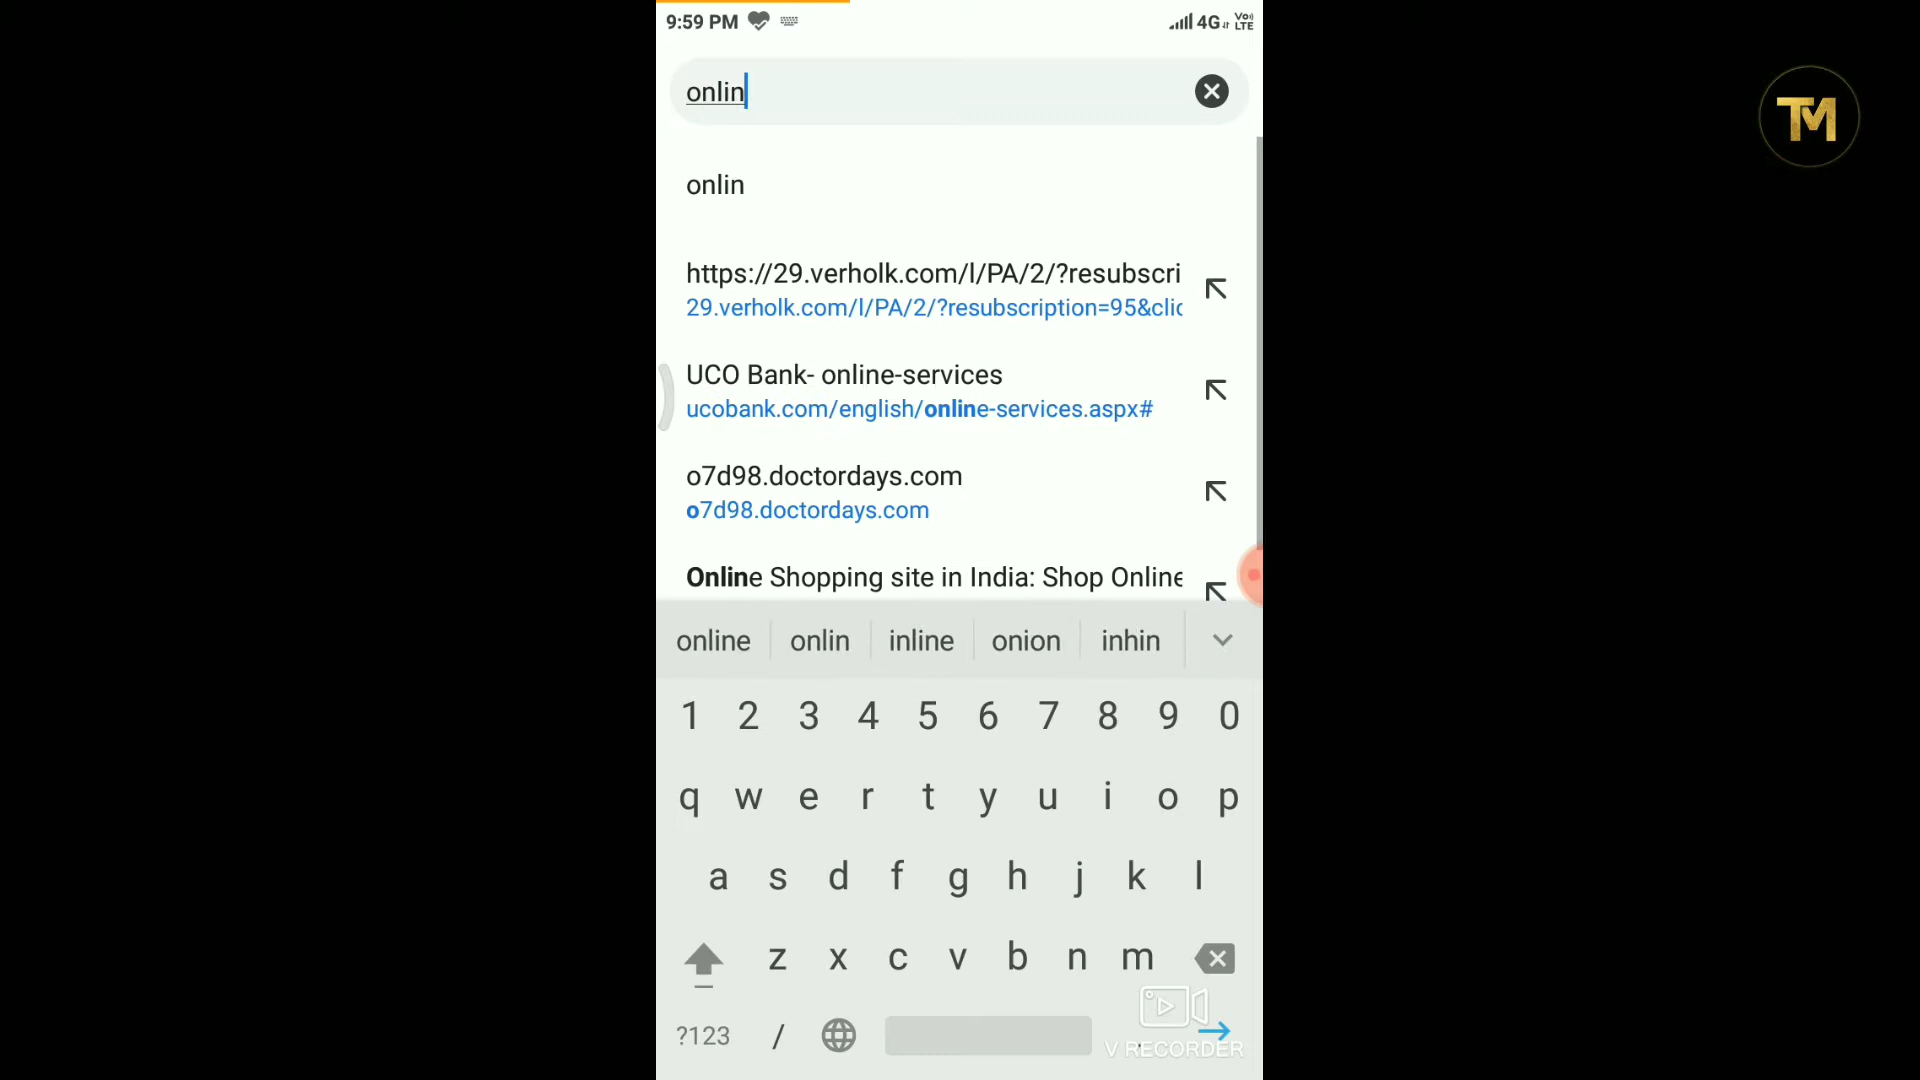 9:59 PM 4G Vo) LTE
TM
onlin
onlin
https://29.verholk.com/l/PA/2/?resubscri
29.verholk.com/l/PA/2/?resubscription=95&clic
UCO Bank- online-services
ucobank.com/english/online-services.aspx#
o7d98.doctordays.com
o7d98.doctordays.com
Online Shopping site in India: Shop Online
online onlin inline onion inhin
1 2 3 4 5 6 7 8 9 0
q w e r t y u i o p
a s d f g h j k l
z x c v b n m
?123 / .
V RECORDER